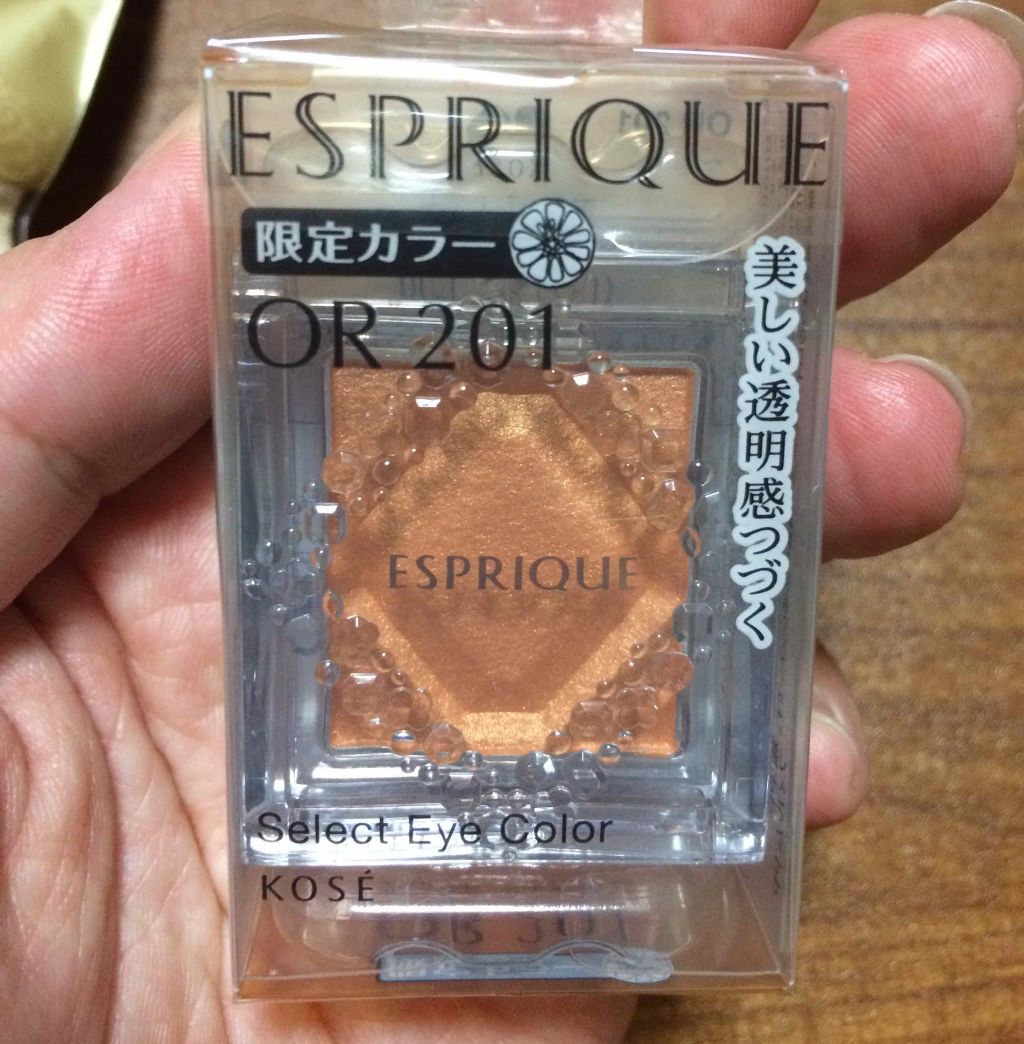 ESPRIQUE
限定カラー
OR 201
美しい透明感つづく
ESPRIQUE
Select Eye Color
KOSÉ